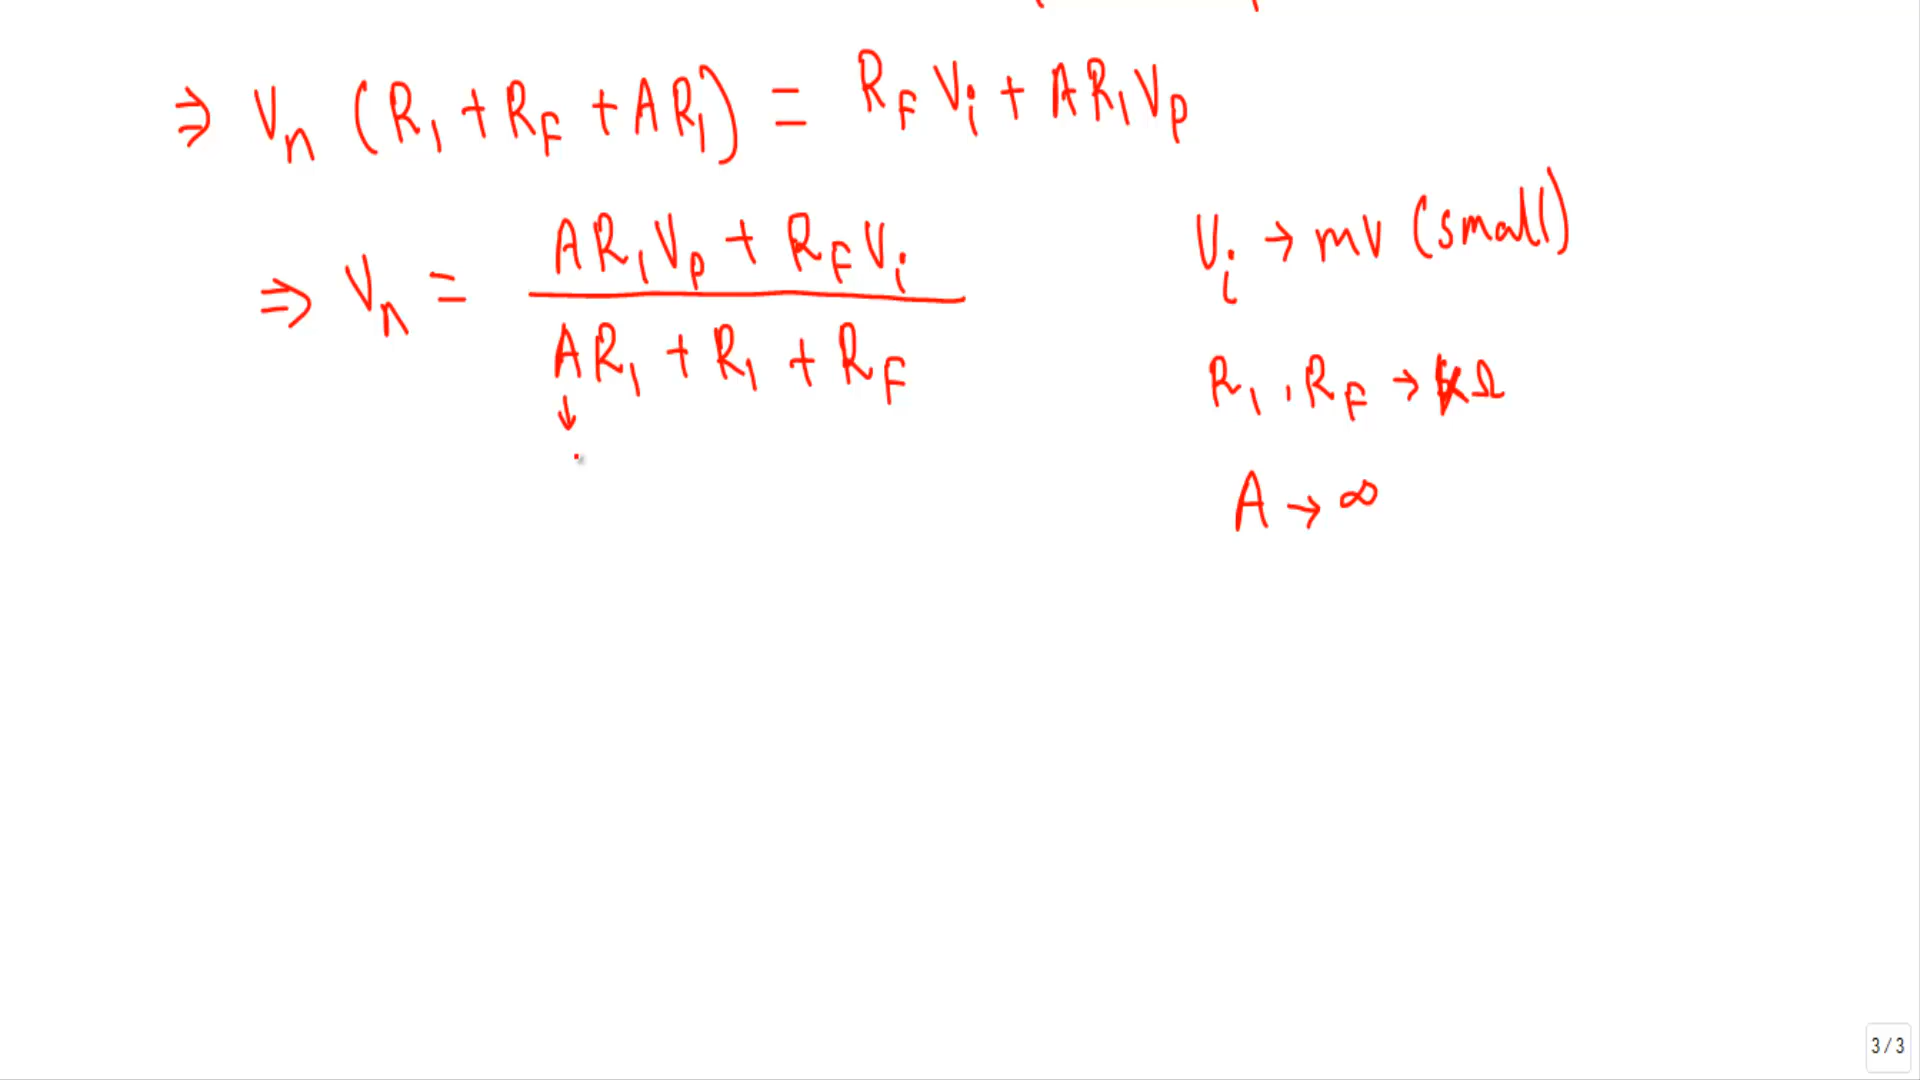 ⇒ Vn (R1 + RF + AR1) = RF Vi + AR1 Vp
⇒ Vn = (AR1 Vp + RF Vi) / (AR1 + R1 + RF)
↓
Vi → mV (small)
R1, RF → kΩ
A → ∞
3 / 3